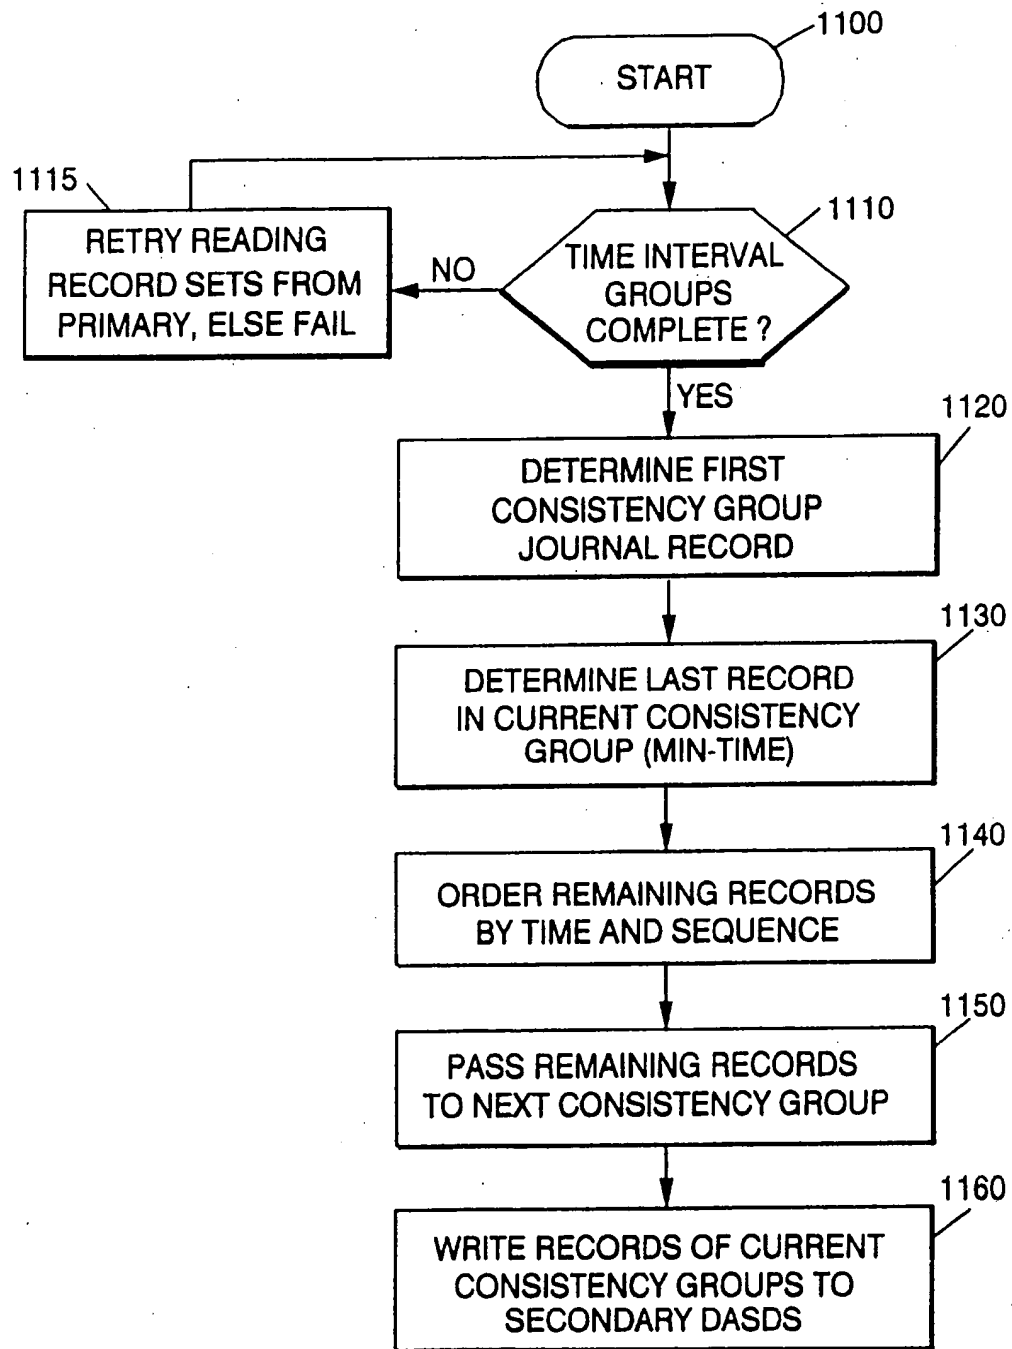 1100
START
1115
RETRY READING
RECORD SETS FROM
PRIMARY, ELSE FAIL
NO
1110
TIME INTERVAL
GROUPS
COMPLETE ?
YES
1120
DETERMINE FIRST
CONSISTENCY GROUP
JOURNAL RECORD
1130
DETERMINE LAST RECORD
IN CURRENT CONSISTENCY
GROUP (MIN-TIME)
1140
ORDER REMAINING RECORDS
BY TIME AND SEQUENCE
1150
PASS REMAINING RECORDS
TO NEXT CONSISTENCY GROUP
1160
WRITE RECORDS OF CURRENT
CONSISTENCY GROUPS TO
SECONDARY DASDS